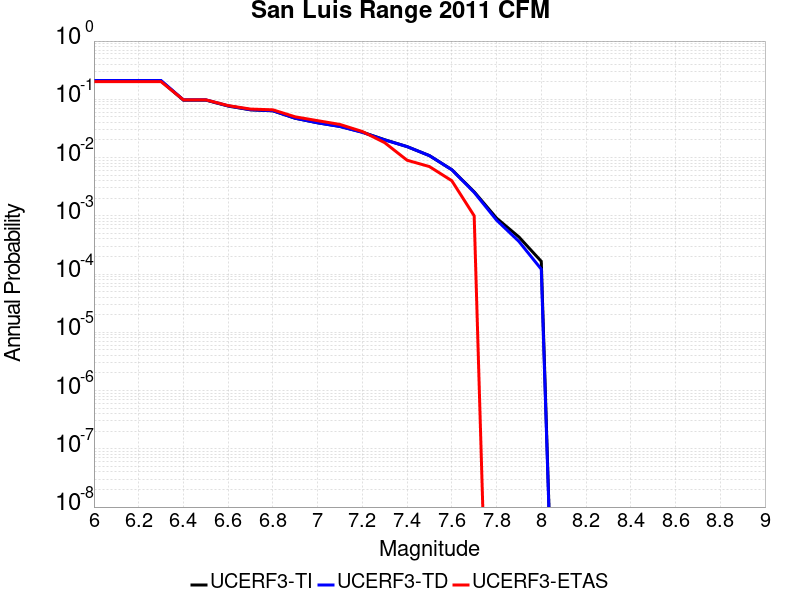 San Luis Range 2011 CFM
10^0
10^-1
10^-2
10^-3
10^-4
10^-5
10^-6
10^-7
10^-8
Annual Probability
6 6.2 6.4 6.6 6.8 7 7.2 7.4 7.6 7.8 8 8.2 8.4 8.6 8.8 9
Magnitude
UCERF3-TI UCERF3-TD UCERF3-ETAS